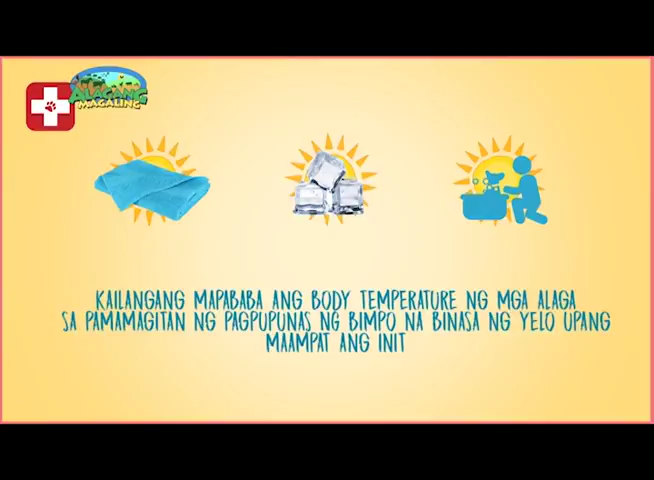 ALAGANG
MAGALING
KAILANGANG MAPABABA ANG BODY TEMPERATURE NG MGA ALAGA
SA PAMAMAGITAN NG PAGPUPUNAS NG BIMPO NA BINASA NG YELO UPANG
MAAMPAT ANG INIT